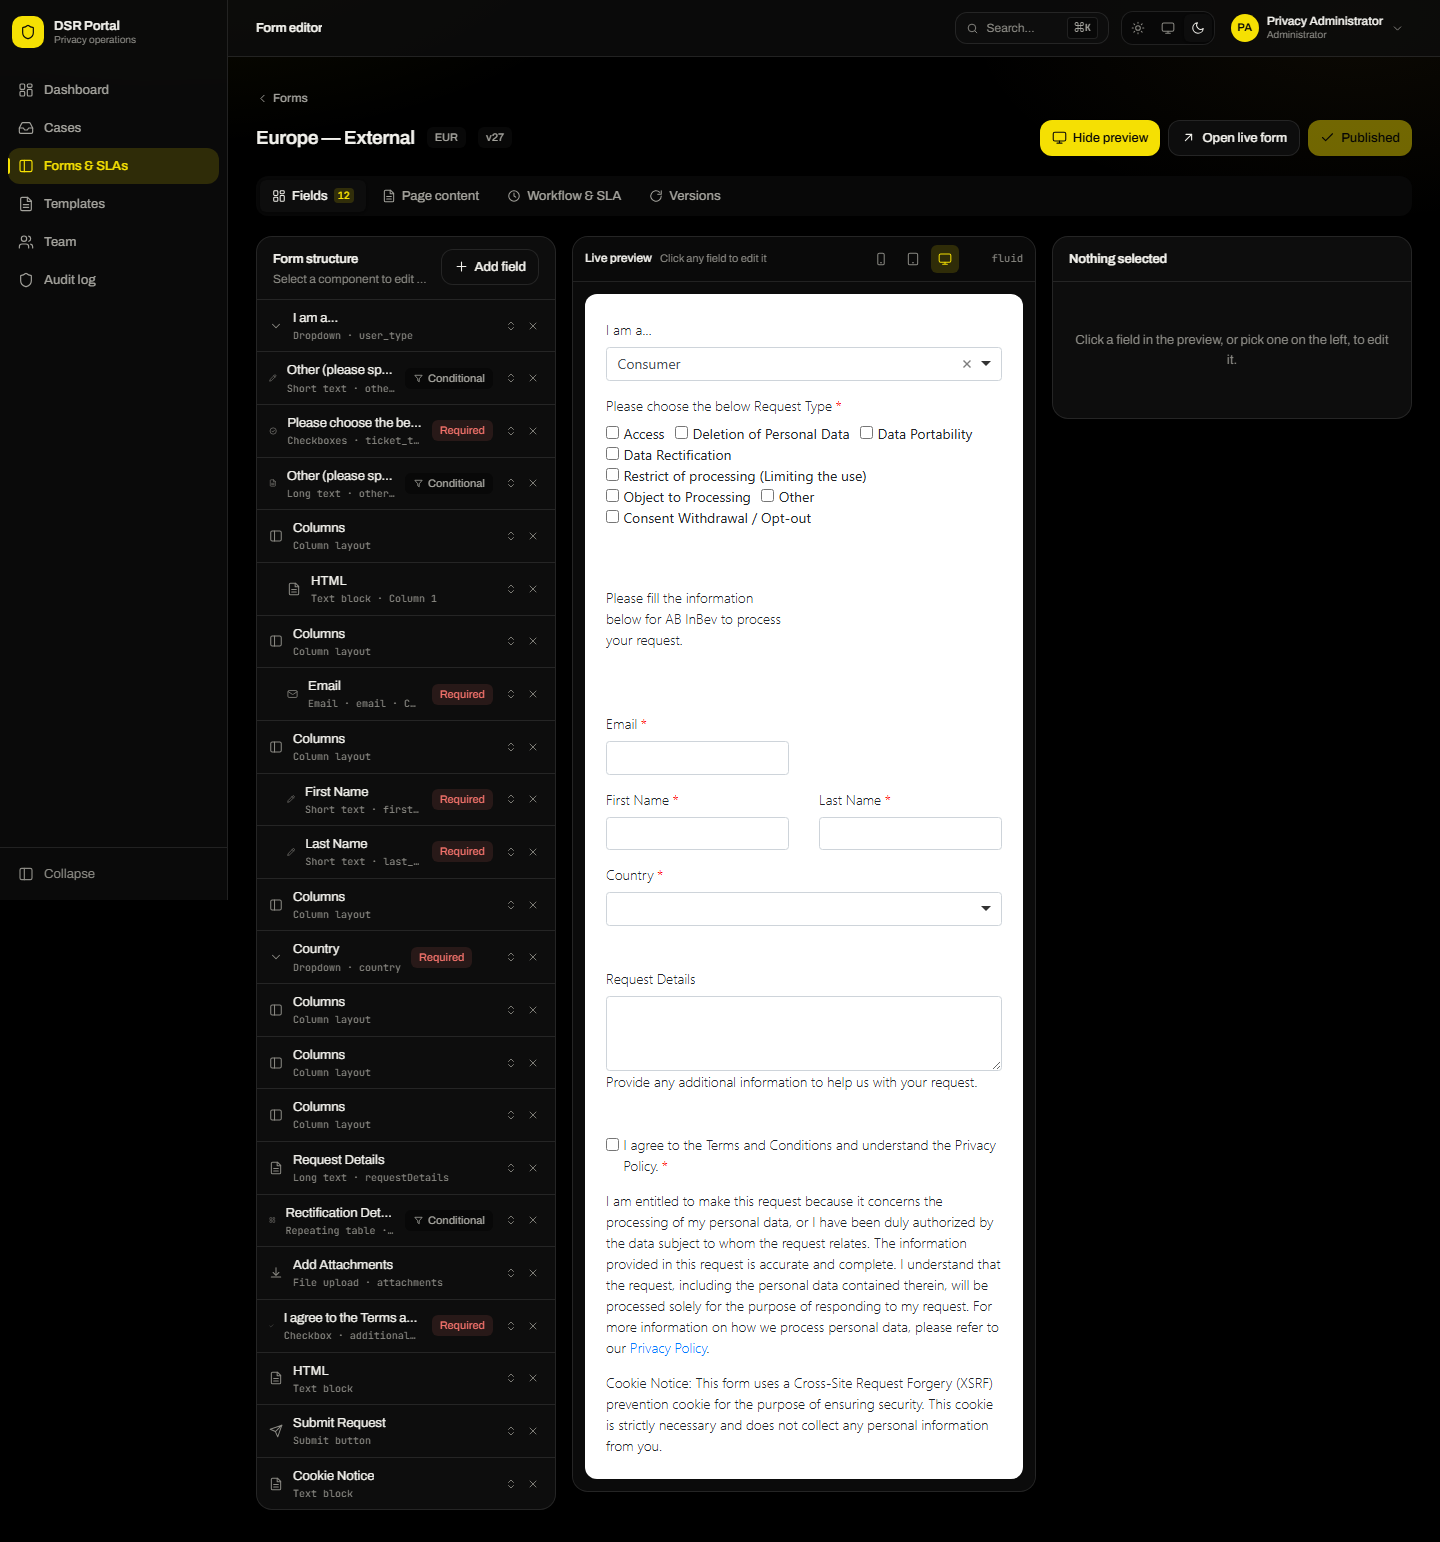 DSR Portal
Privacy operations
Dashboard
Cases
Forms & SLAs
Templates
Team
Audit log
Collapse
Form editor
Search...
⌘K
PA
Privacy Administrator
Administrator
Forms
Europe — External
EUR
v27
Hide preview
Open live form
Published
Fields
12
Page content
Workflow & SLA
Versions
Form structure
Select a component to edit ...
Add field
I am a...
Dropdown · user_type
Other (please sp...
Short text · othe…
Conditional
Please choose the be...
Checkboxes · ticket_t…
Required
Other (please sp...
Long text · other…
Conditional
Columns
Column layout
HTML
Text block · Column 1
Columns
Column layout
Email
Email · email · C…
Required
Columns
Column layout
First Name
Short text · first…
Required
Last Name
Short text · last_…
Required
Columns
Column layout
Country
Dropdown · country
Required
Columns
Column layout
Columns
Column layout
Columns
Column layout
Request Details
Long text · requestDetails
Rectification Det...
Repeating table ·…
Conditional
Add Attachments
File upload · attachments
I agree to the Terms a...
Checkbox · additional…
Required
HTML
Text block
Submit Request
Submit button
Cookie Notice
Text block
Live preview
Click any field to edit it
fluid
I am a...
Consumer
Please choose the below Request Type *
Access Deletion of Personal Data Data Portability
Data Rectification
Restrict of processing (Limiting the use)
Object to Processing Other
Consent Withdrawal / Opt-out
Please fill the information
below for AB InBev to process
your request.
Email *
First Name *
Last Name *
Country *
Request Details
Provide any additional information to help us with your request.
I agree to the Terms and Conditions and understand the Privacy
Policy. *
I am entitled to make this request because it concerns the
processing of my personal data, or I have been duly authorized by
the data subject to whom the request relates. The information
provided in this request is accurate and complete. I understand that
the request, including the personal data contained therein, will be
processed solely for the purpose of responding to my request. For
more information on how we process personal data, please refer to
our Privacy Policy.
Cookie Notice: This form uses a Cross-Site Request Forgery (XSRF)
prevention cookie for the purpose of ensuring security. This cookie
is strictly necessary and does not collect any personal information
from you.
Nothing selected
Click a field in the preview, or pick one on the left, to edit
it.